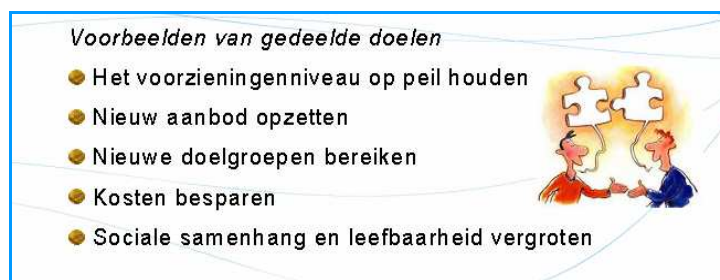 Voorbeelden van gedeelde doelen
Het voorzieningenniveau op peil houden
Nieuw aanbod opzetten
Nieuwe doelgroepen bereiken
Kosten besparen
Sociale samenhang en leefbaarheid vergroten